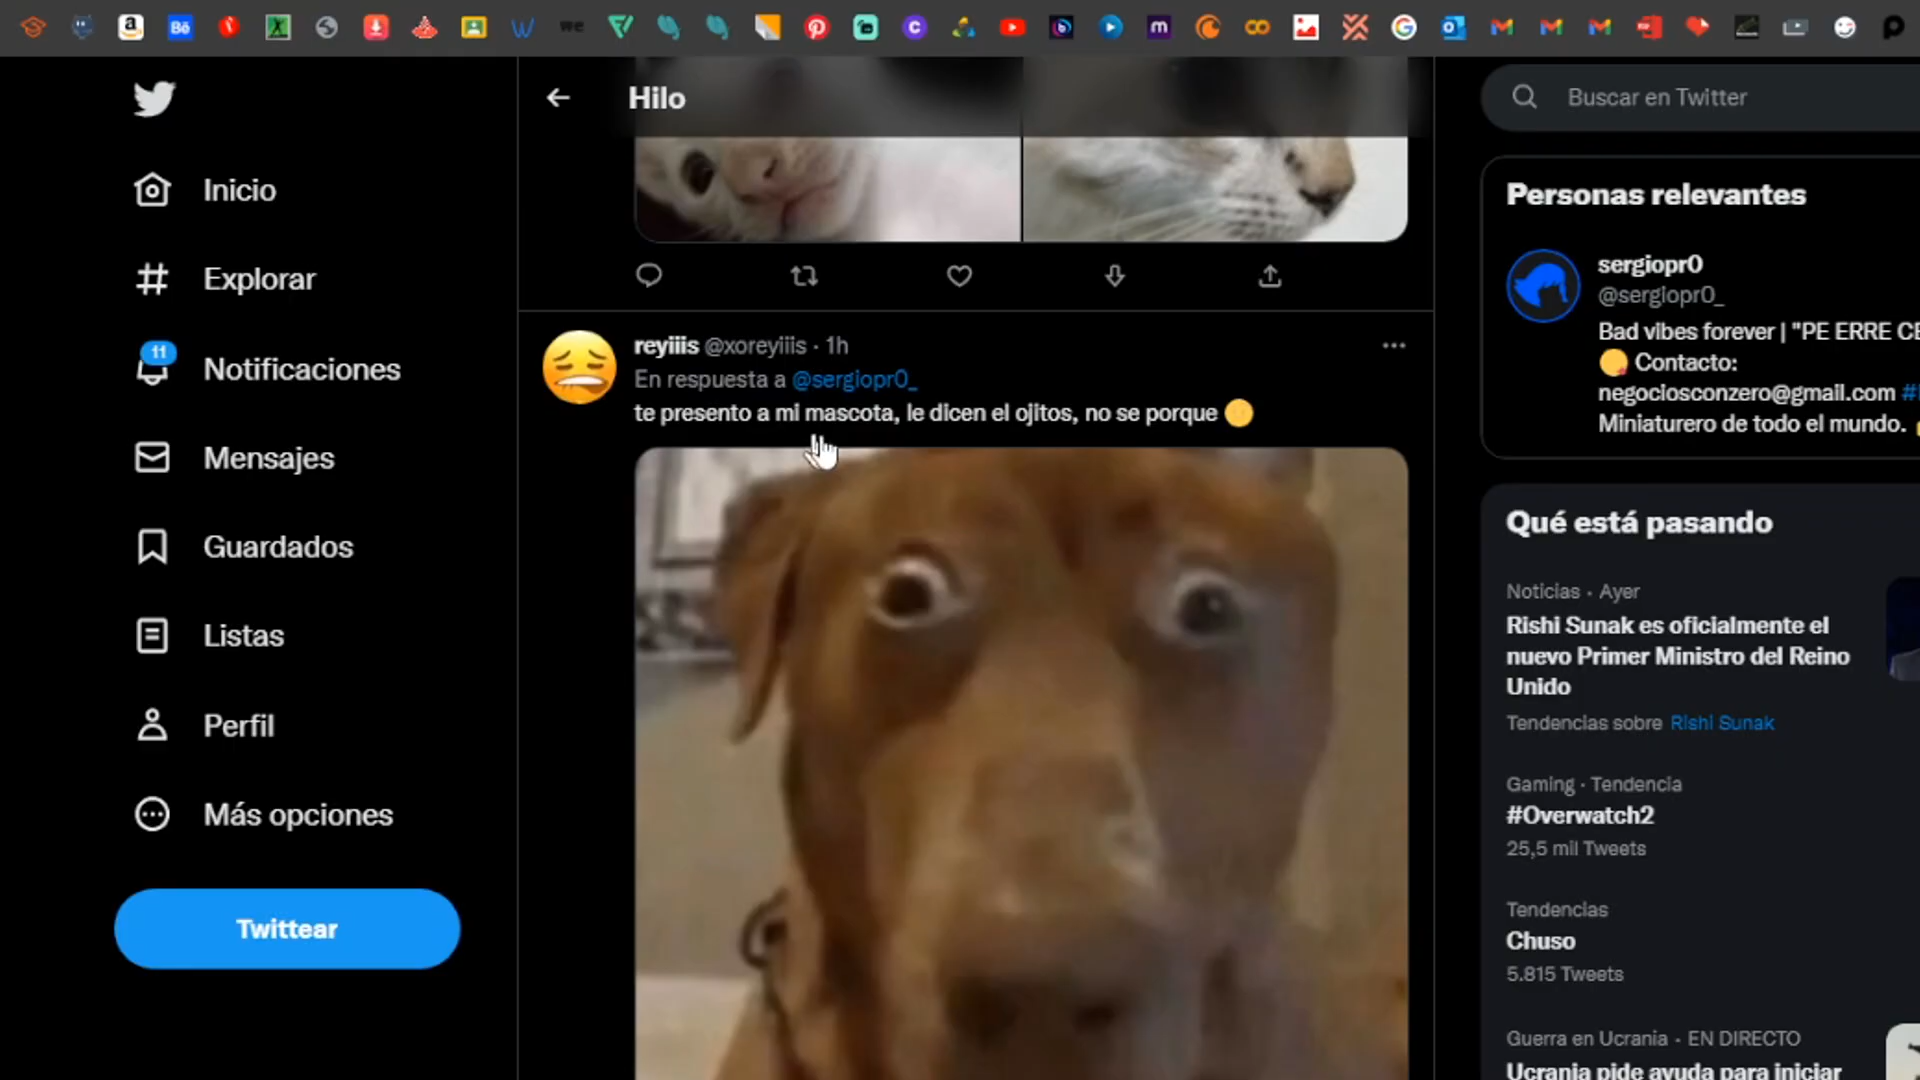 Inicio
Explorar
11
Notificaciones
Mensajes
Guardados
Listas
Perfil
Más opciones
Twittear
Hilo
reyiiis @xoreyiiis · 1h
En respuesta a @sergiopr0_
te presento a mi mascota, le dicen el ojitos, no se porque
Buscar en Twitter
Personas relevantes
sergiopr0
@sergiopr0_
Bad vibes forever | "PE ERRE CE
Contacto:
negociosconzero@gmail.com #
Miniaturero de todo el mundo.
Qué está pasando
Noticias · Ayer
Rishi Sunak es oficialmente el
nuevo Primer Ministro del Reino
Unido
Tendencias sobre Rishi Sunak
Gaming · Tendencia
#Overwatch2
25,5 mil Tweets
Tendencias
Chuso
5.815 Tweets
Guerra en Ucrania · EN DIRECTO
Ucrania pide ayuda para iniciar